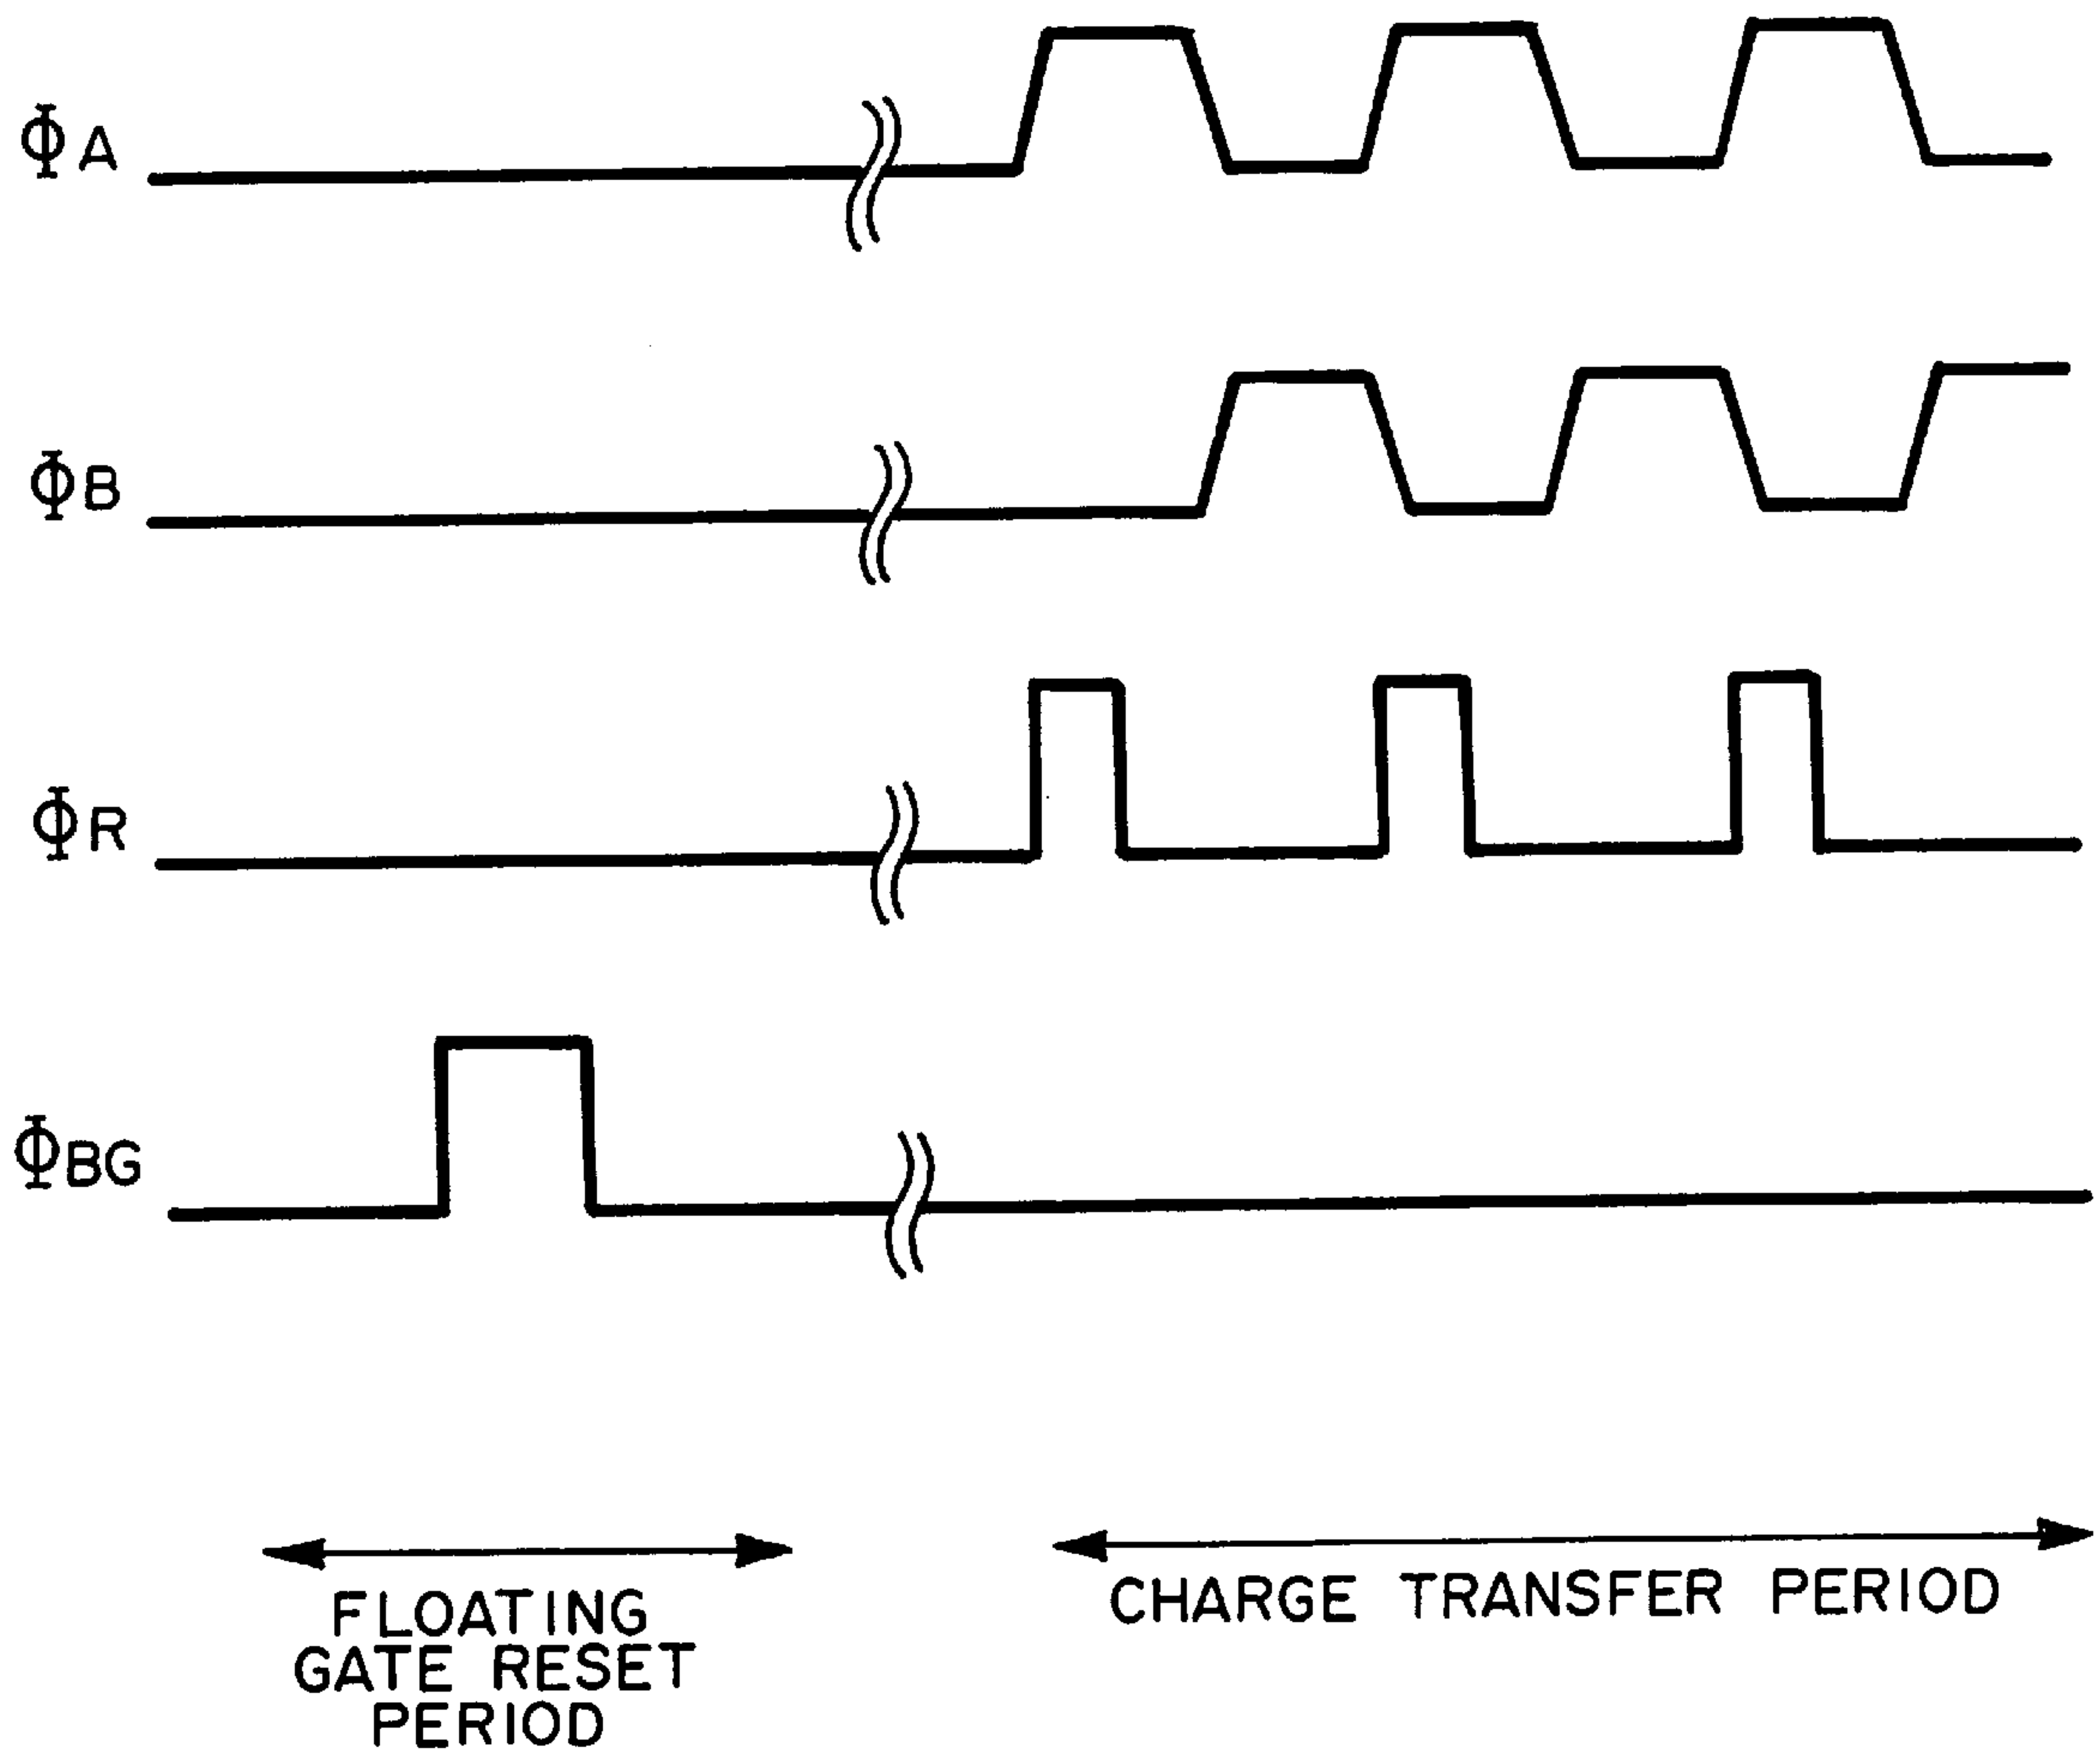 ΦA
ΦB
ΦR
ΦBG
FLOATING
GATE RESET
PERIOD
CHARGE TRANSFER PERIOD